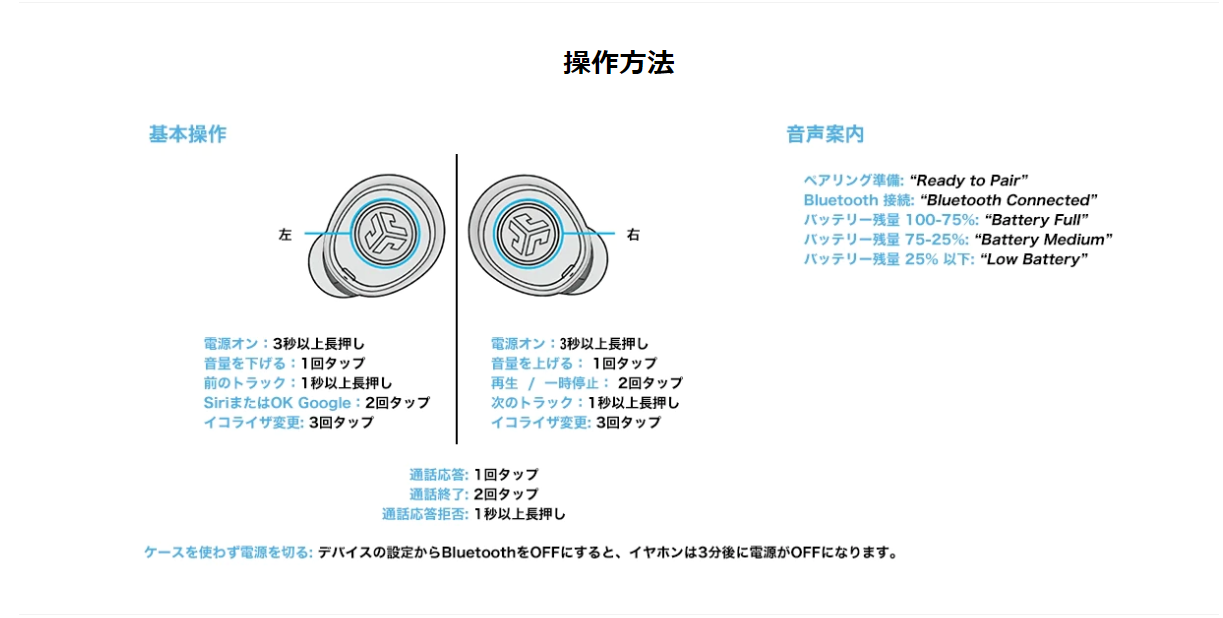 操作方法
基本操作
左
右
電源オン：3秒以上長押し
音量を下げる：1回タップ
前のトラック：1秒以上長押し
SiriまたはOK Google：2回タップ
イコライザ変更: 3回タップ
電源オン：3秒以上長押し
音量を上げる： 1回タップ
再生 / 一時停止： 2回タップ
次のトラック：1秒以上長押し
イコライザ変更: 3回タップ
通話応答: 1回タップ
通話終了: 2回タップ
通話応答拒否: 1秒以上長押し
ケースを使わず電源を切る: デバイスの設定からBluetoothをOFFにすると、イヤホンは3分後に電源がOFFになります。
音声案内
ペアリング準備: “Ready to Pair”
Bluetooth 接続: “Bluetooth Connected”
バッテリー残量 100-75%: “Battery Full”
バッテリー残量 75-25%: “Battery Medium”
バッテリー残量 25% 以下: “Low Battery”